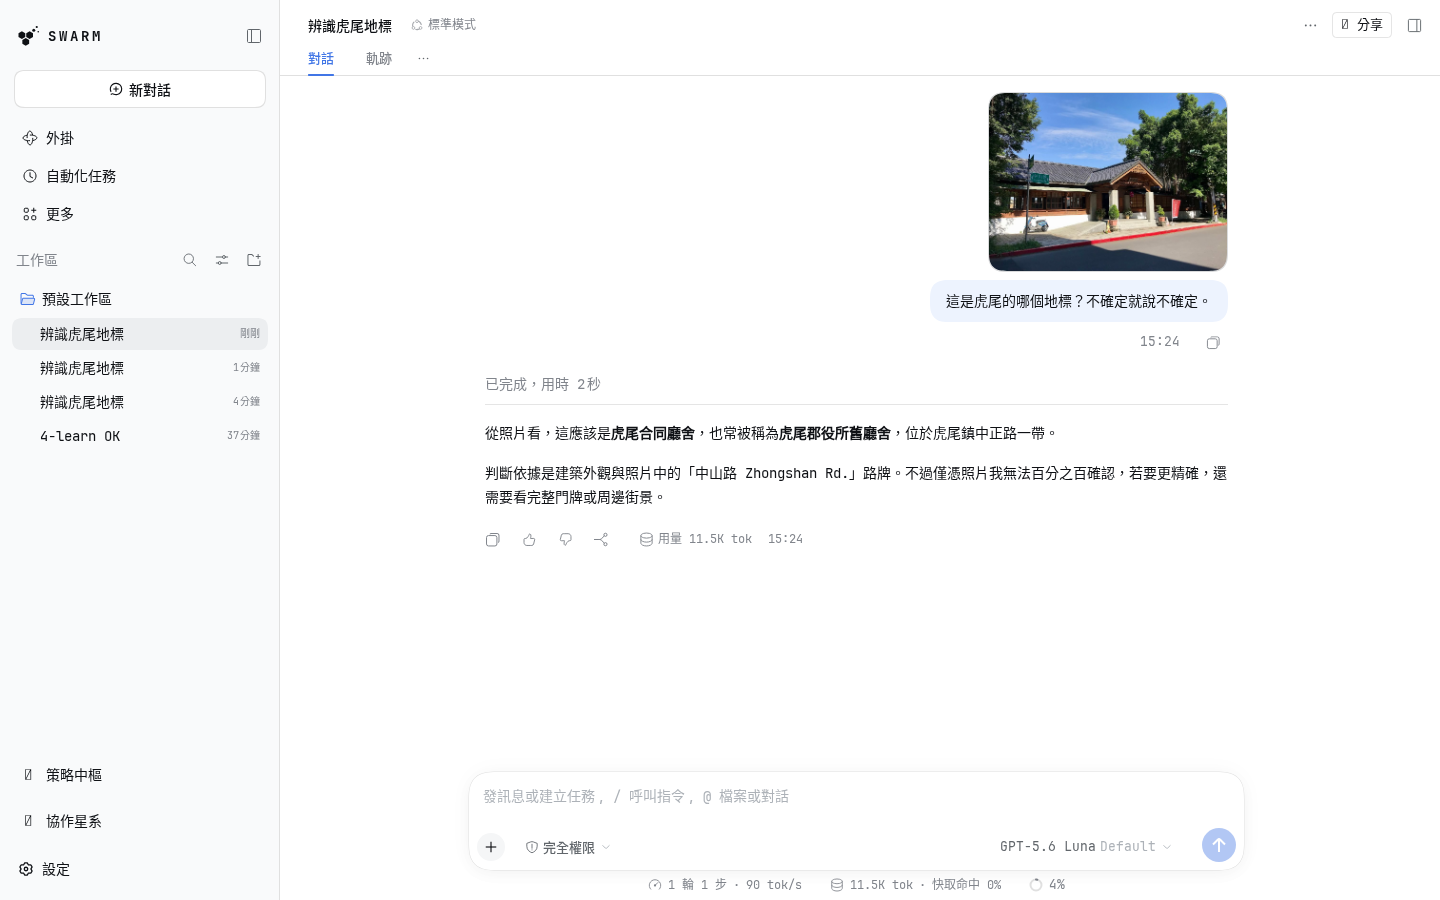 SWARM
新對話
外掛
自動化任務
更多
工作區
預設工作區
辨識虎尾地標 剛剛
辨識虎尾地標 1分鐘
辨識虎尾地標 4分鐘
4-learn OK 37分鐘
策略中樞
協作星系
設定
辨識虎尾地標 標準模式
分享
對話 軌跡
這是虎尾的哪個地標？不確定就說不確定。
15:24
已完成，用時 2秒
從照片看，這應該是虎尾合同廳舍，也常被稱為虎尾郡役所舊廳舍，位於虎尾鎮中正路一帶。
判斷依據是建築外觀與照片中的「中山路 Zhongshan Rd.」路牌。不過僅憑照片我無法百分之百確認，若要更精確，還
需要看完整門牌或周邊街景。
用量 11.5K tok 15:24
發訊息或建立任務，/ 呼叫指令，@ 檔案或對話
完全權限
GPT-5.6 Luna Default
1 輪 1 步 · 90 tok/s 11.5K tok · 快取命中 0% 4%